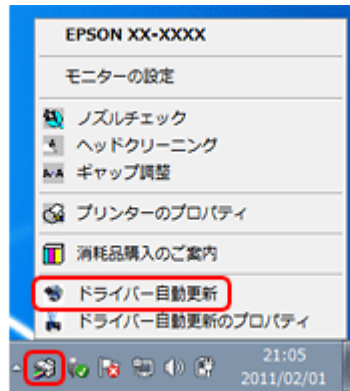 EPSON XX-XXXX
モニターの設定
ノズルチェック
ヘッドクリーニング
ギャップ調整
プリンターのプロパティ
消耗品購入のご案内
ドライバー自動更新
ドライバー自動更新のプロパティ
21:05
2011/02/01